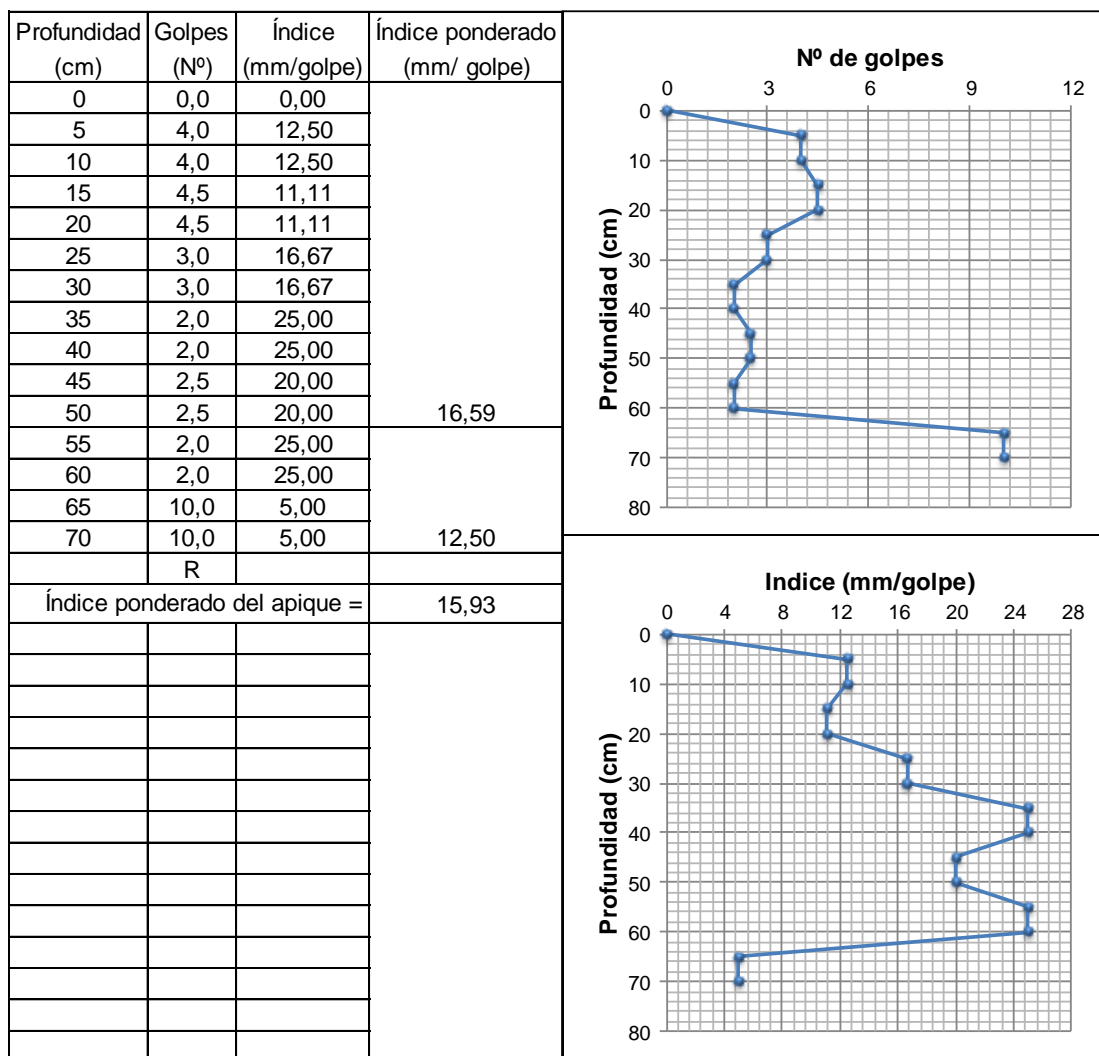 Profundidad Golpes Índice Índice ponderado
(cm) (Nº) (mm/golpe) (mm/ golpe)
0 0,0 0,00
5 4,0 12,50
10 4,0 12,50
15 4,5 11,11
20 4,5 11,11
25 3,0 16,67
30 3,0 16,67
35 2,0 25,00
40 2,0 25,00
45 2,5 20,00
50 2,5 20,00 16,59
55 2,0 25,00
60 2,0 25,00
65 10,0 5,00
70 10,0 5,00 12,50
R
Índice ponderado del apique = 15,93
Nº de golpes
0 3 6 9 12
0
10
20
30
40
50
60
70
80
Profundidad (cm)
Indice (mm/golpe)
0 4 8 12 16 20 24 28
0
10
20
30
40
50
60
70
80
Profundidad (cm)